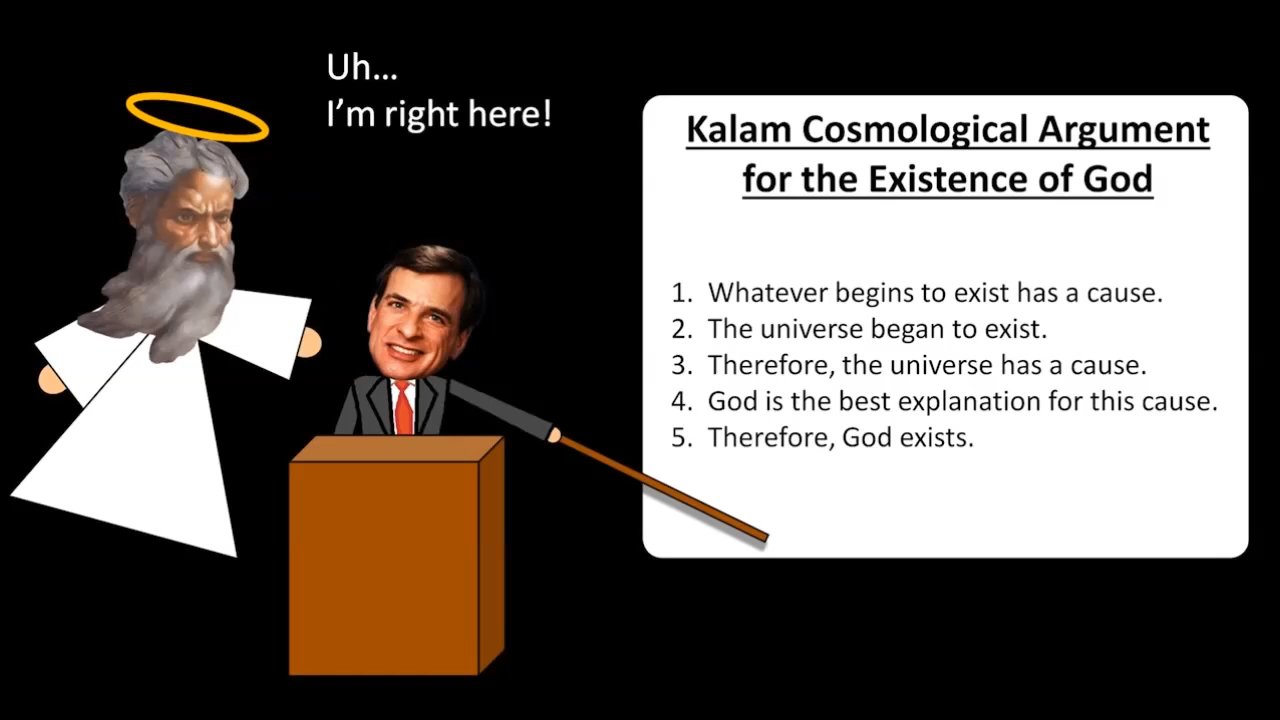 Uh...
I'm right here!
Kalam Cosmological Argument
for the Existence of God
1. Whatever begins to exist has a cause.
2. The universe began to exist.
3. Therefore, the universe has a cause.
4. God is the best explanation for this cause.
5. Therefore, God exists.